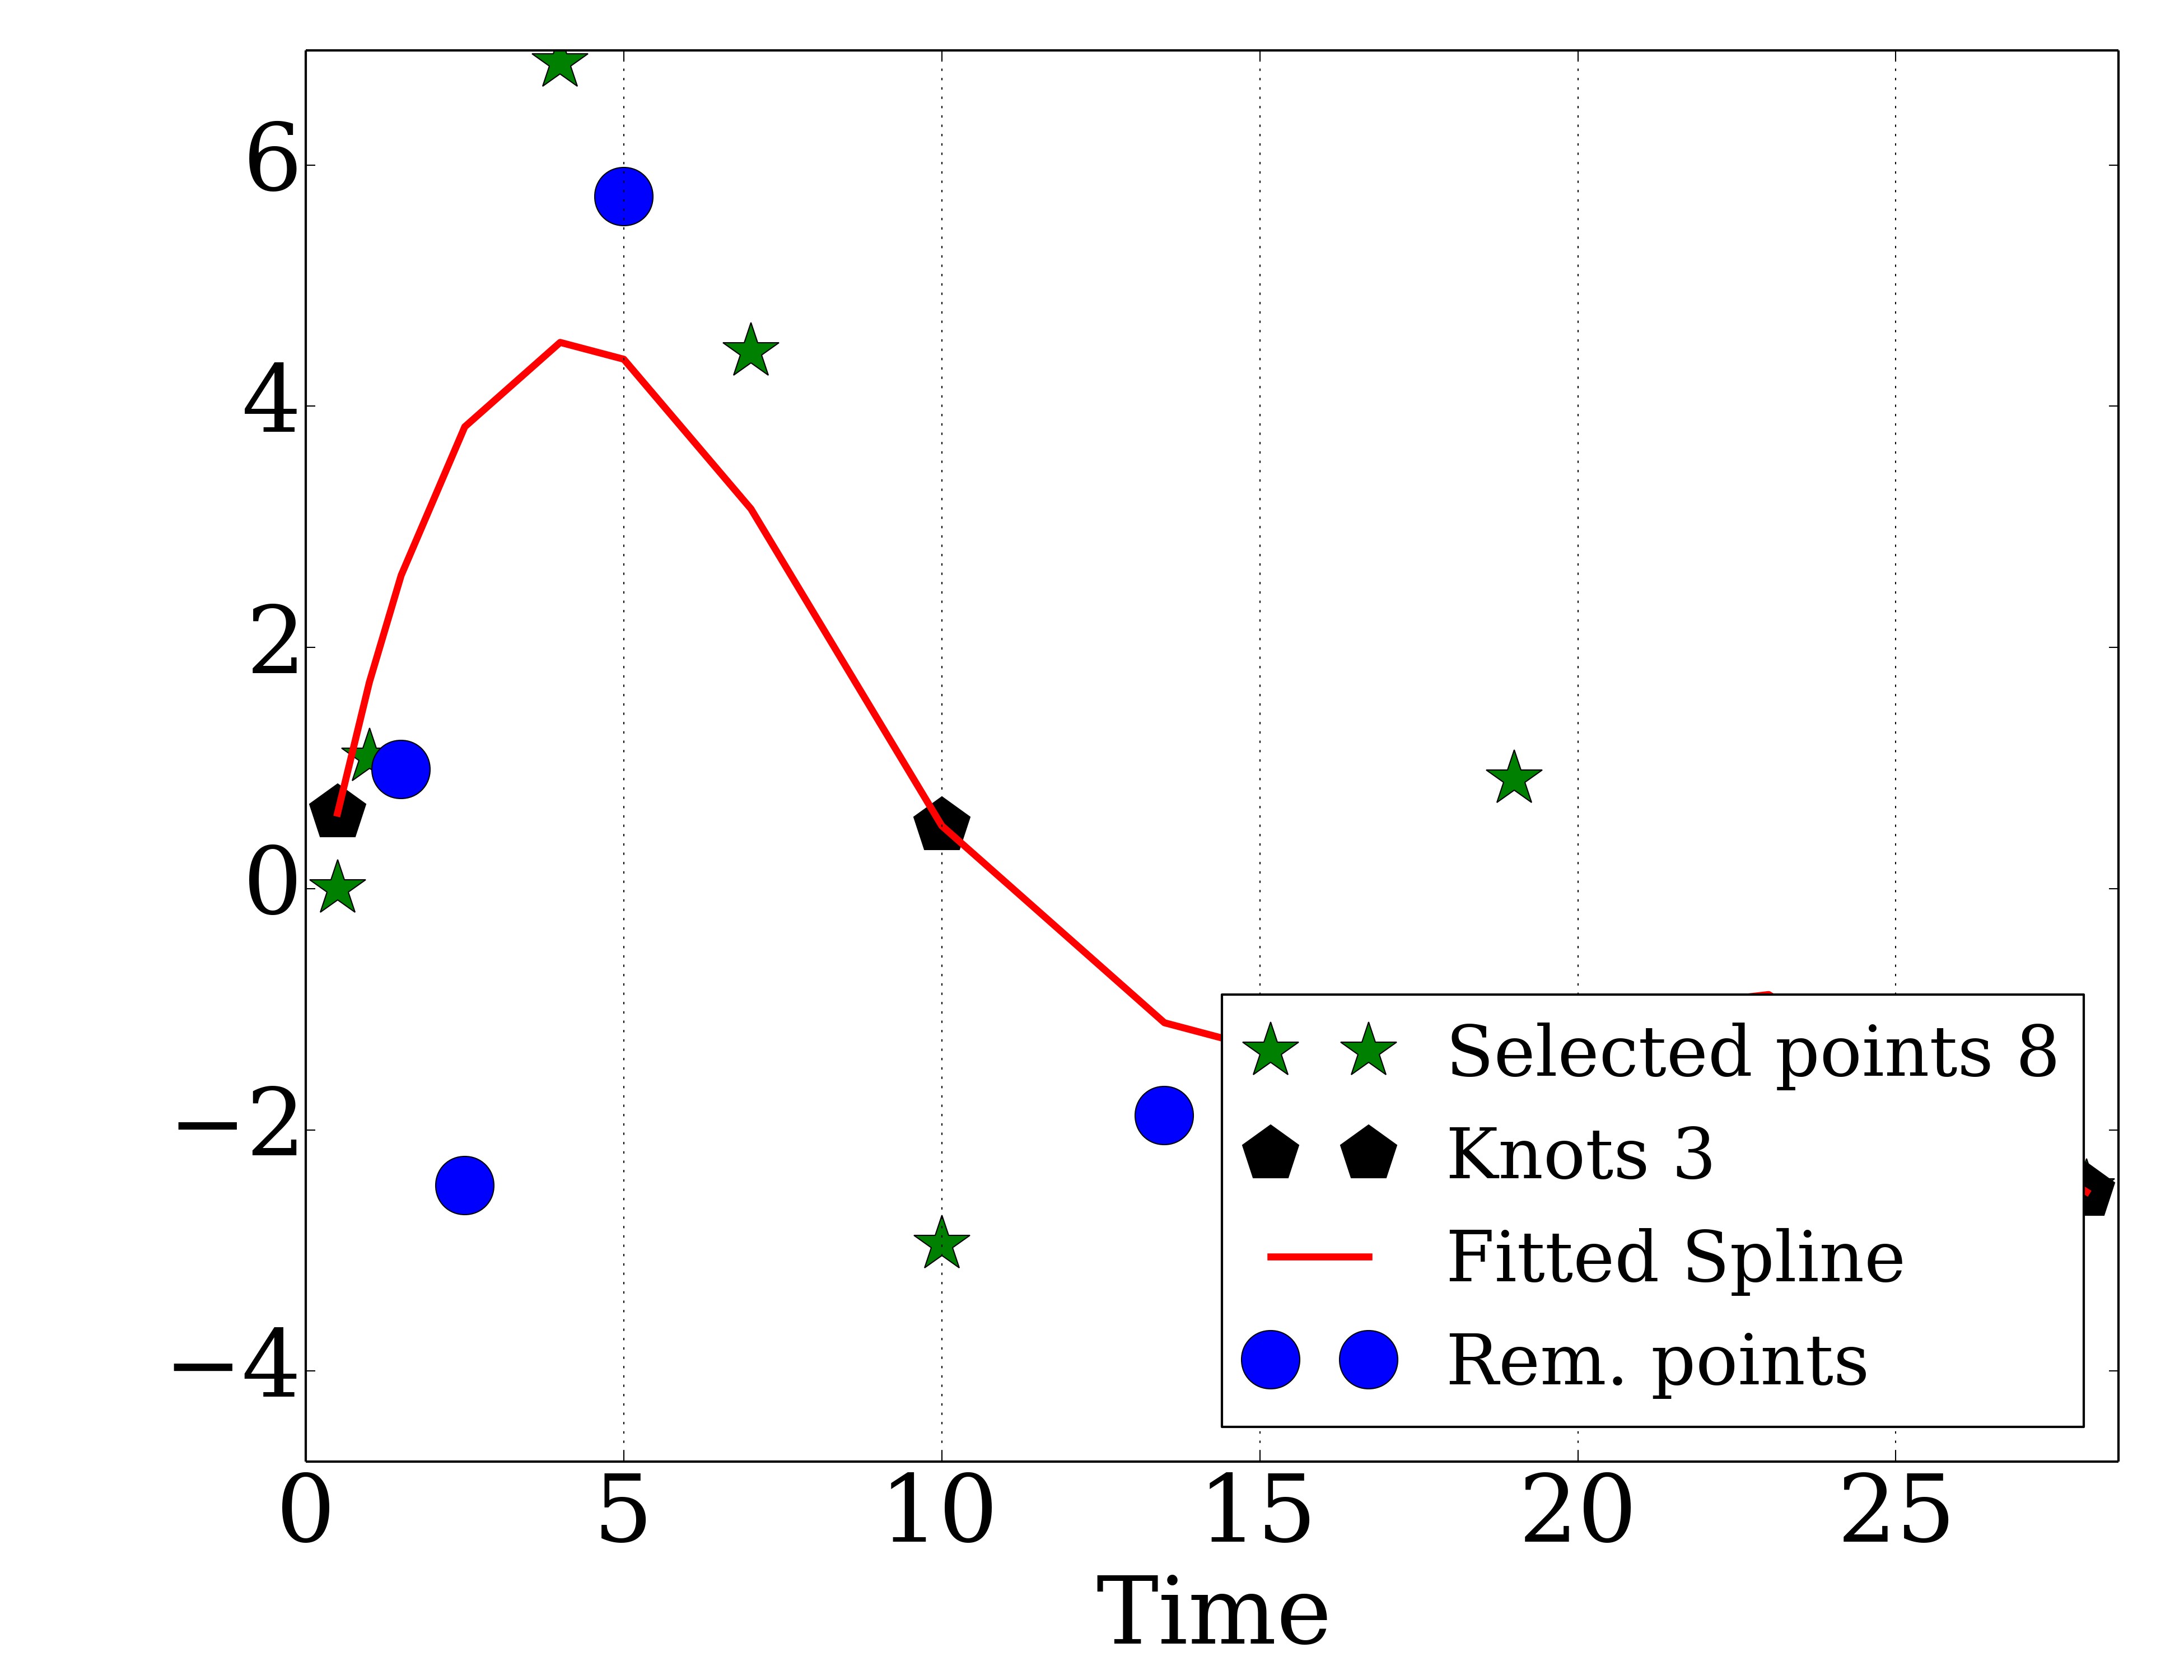 6
4
2
0
−2
−4
Selected points 8
Knots 3
Fitted Spline
Rem. points
0 5 10 15 20 25
Time